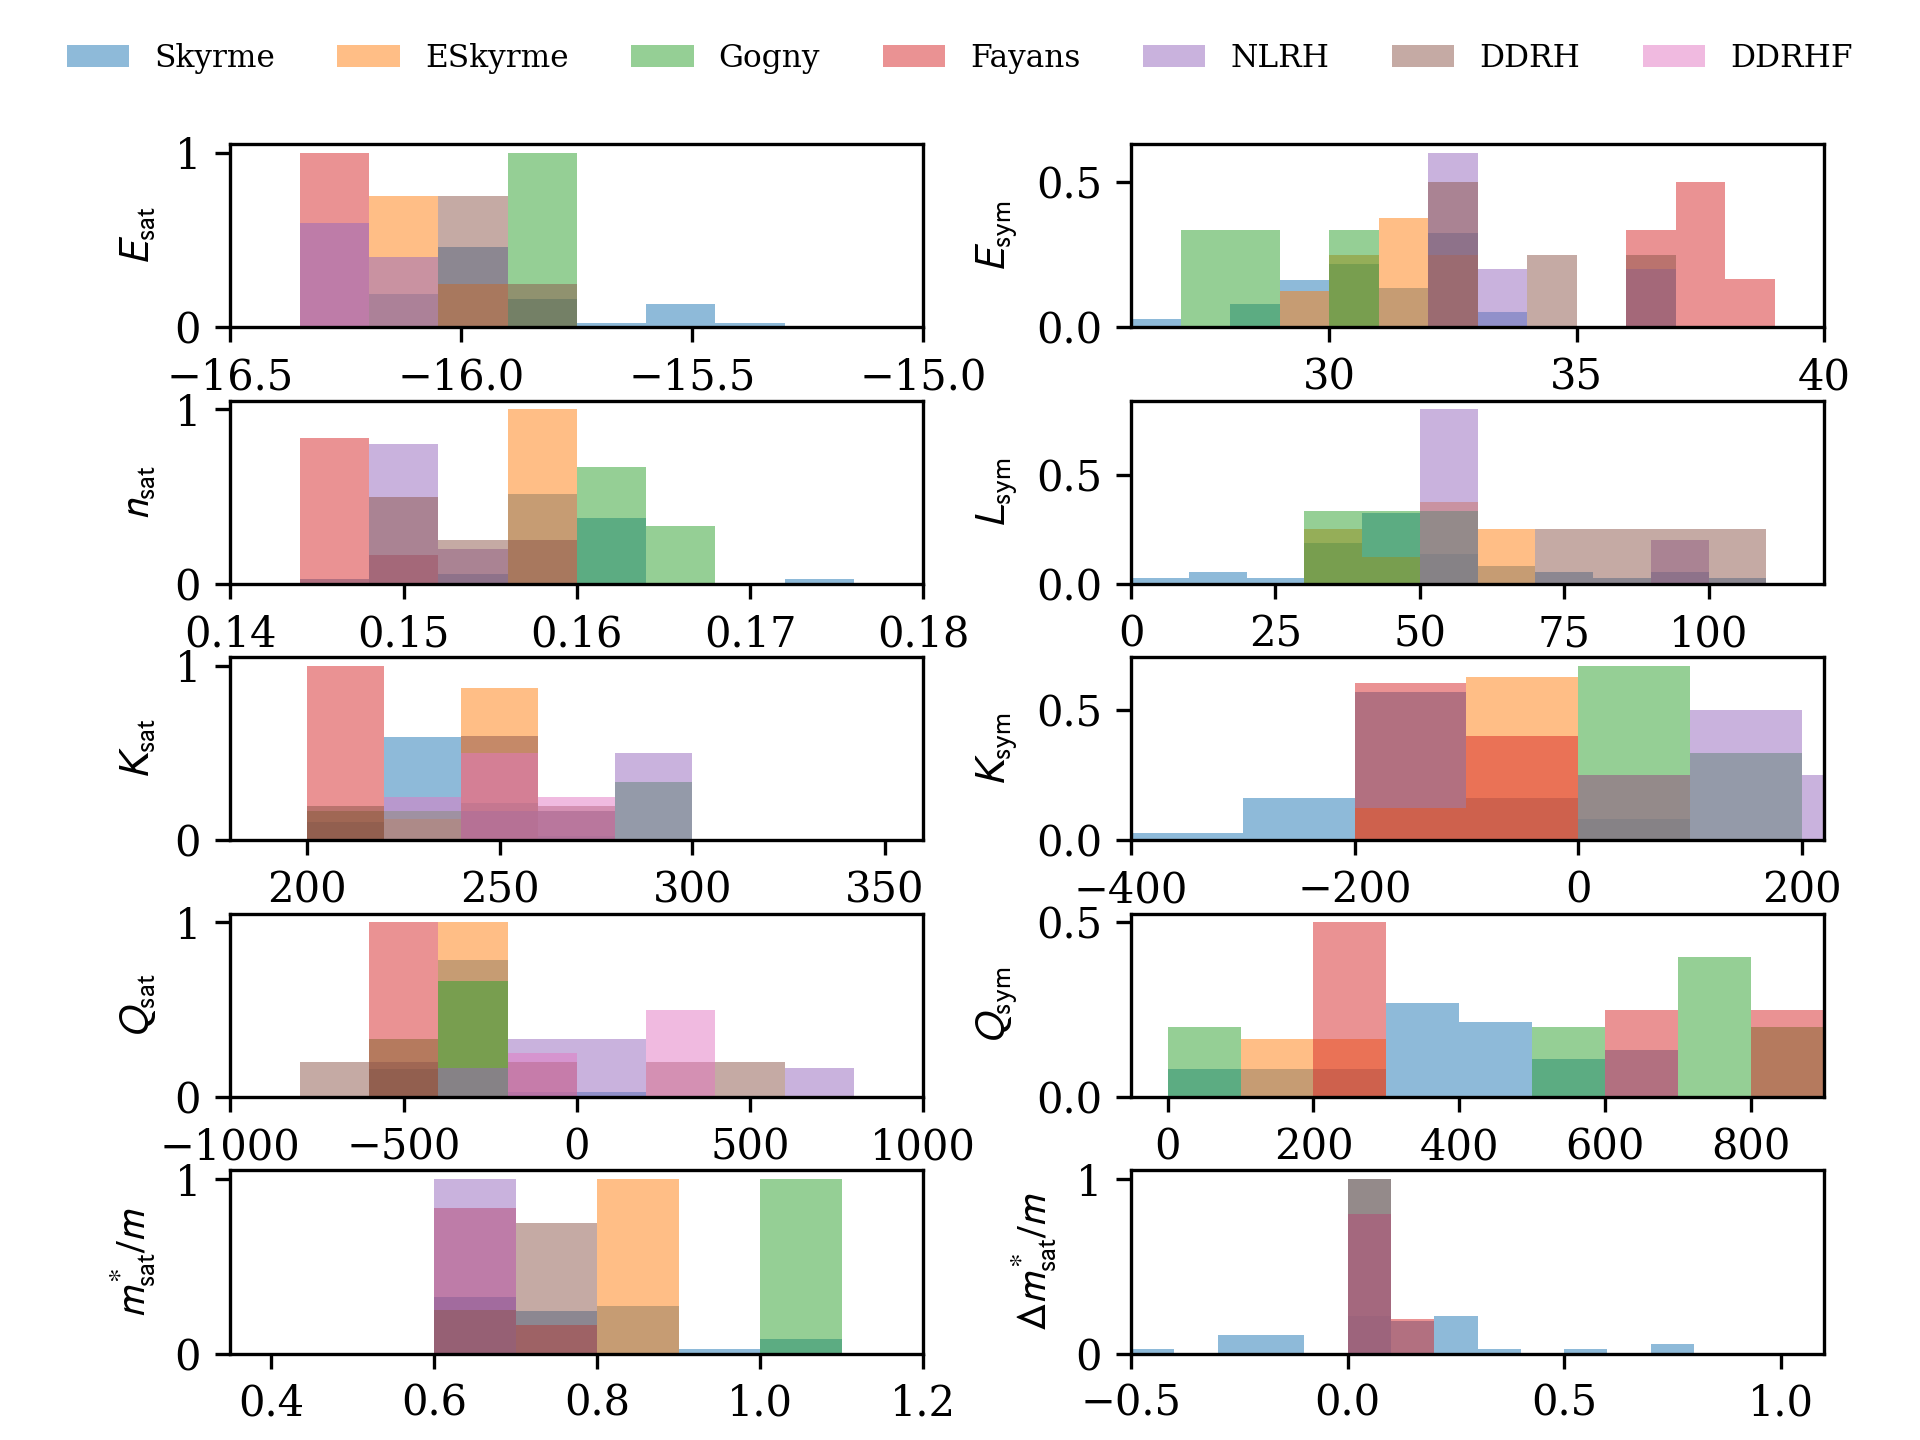 Skyrme ESkyrme Gogny Fayans NLRH DDRH DDRHF
E_sat
1
0
−16.5 −16.0 −15.5 −15.0
E_sym
0.5
0.0
30 35 40
n_sat
1
0
0.14 0.15 0.16 0.17 0.18
L_sym
0.5
0.0
0 25 50 75 100
K_sat
1
0
200 250 300 350
K_sym
0.5
0.0
−400 −200 0 200
Q_sat
1
0
−1000 −500 0 500 1000
Q_sym
0.5
0.0
0 200 400 600 800
m*_sat/m
1
0
0.4 0.6 0.8 1.0 1.2
Δm*_sat/m
1
0
−0.5 0.0 0.5 1.0